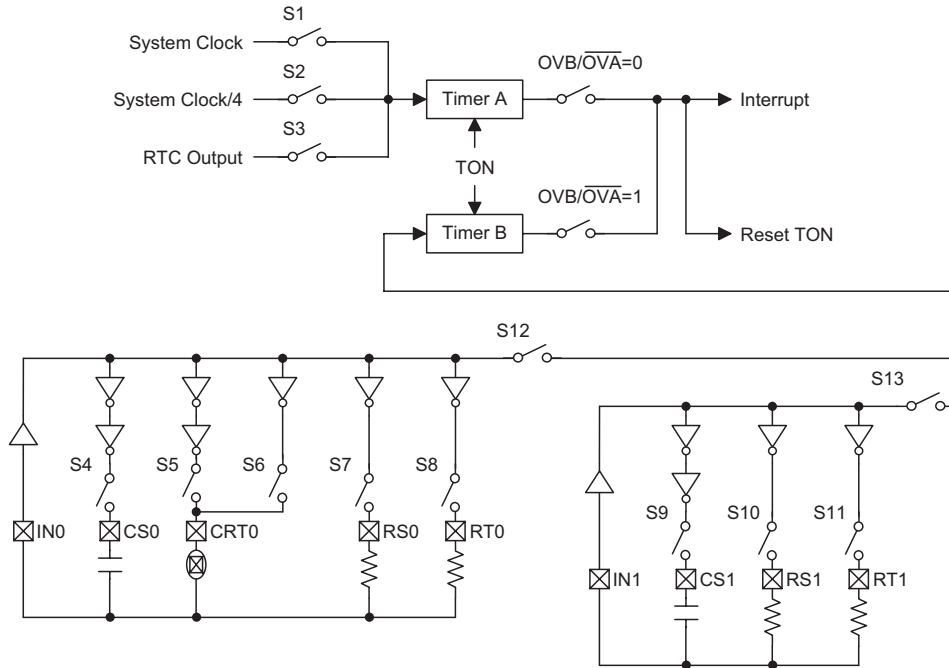 S1
System Clock
S2
OVB/O̅V̅A̅=0
System Clock/4
Timer A
Interrupt
S3
RTC Output
TON
OVB/O̅V̅A̅=1
Timer B
Reset TON
S12
S13
S4
S5
S6
S7
S8
S9
S10
S11
IN0
CS0
CRT0
RS0
RT0
IN1
CS1
RS1
RT1